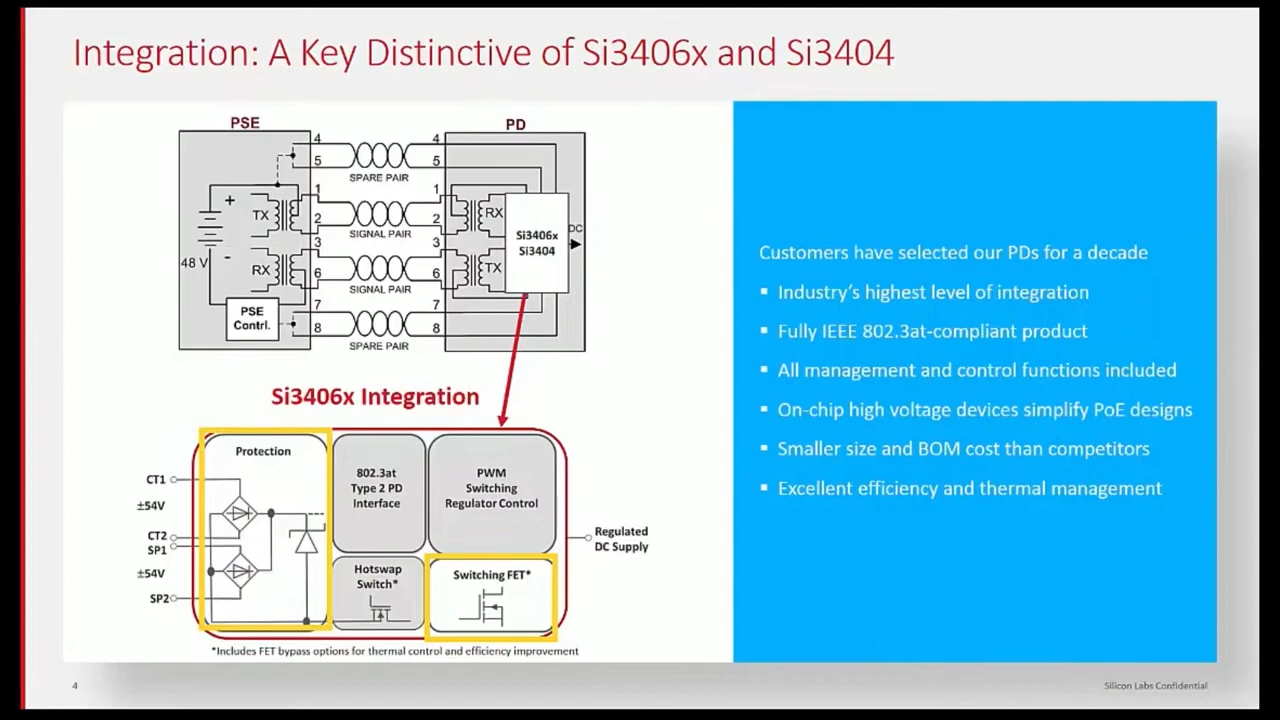 Integration: A Key Distinctive of Si3406x and Si3404
PSE
PD
4
5
4
5
SPARE PAIR
1
2
1
2
TX
RX
SIGNAL PAIR
3
6
3
6
RX
TX
SIGNAL PAIR
+
-
48 V
Si3406x
Si3404
DC
PSE
Contrl.
7
8
7
8
SPARE PAIR
Si3406x Integration
Protection
CT1
±54V
CT2
SP1
±54V
SP2
802.3at
Type 2 PD
Interface
PWM
Switching
Regulator Control
Hotswap
Switch*
Switching FET*
Regulated
DC Supply
*Includes FET bypass options for thermal control and efficiency improvement
Customers have selected our PDs for a decade
▪ Industry's highest level of integration
▪ Fully IEEE 802.3at-compliant product
▪ All management and control functions included
▪ On-chip high voltage devices simplify PoE designs
▪ Smaller size and BOM cost than competitors
▪ Excellent efficiency and thermal management
4
Silicon Labs Confidential